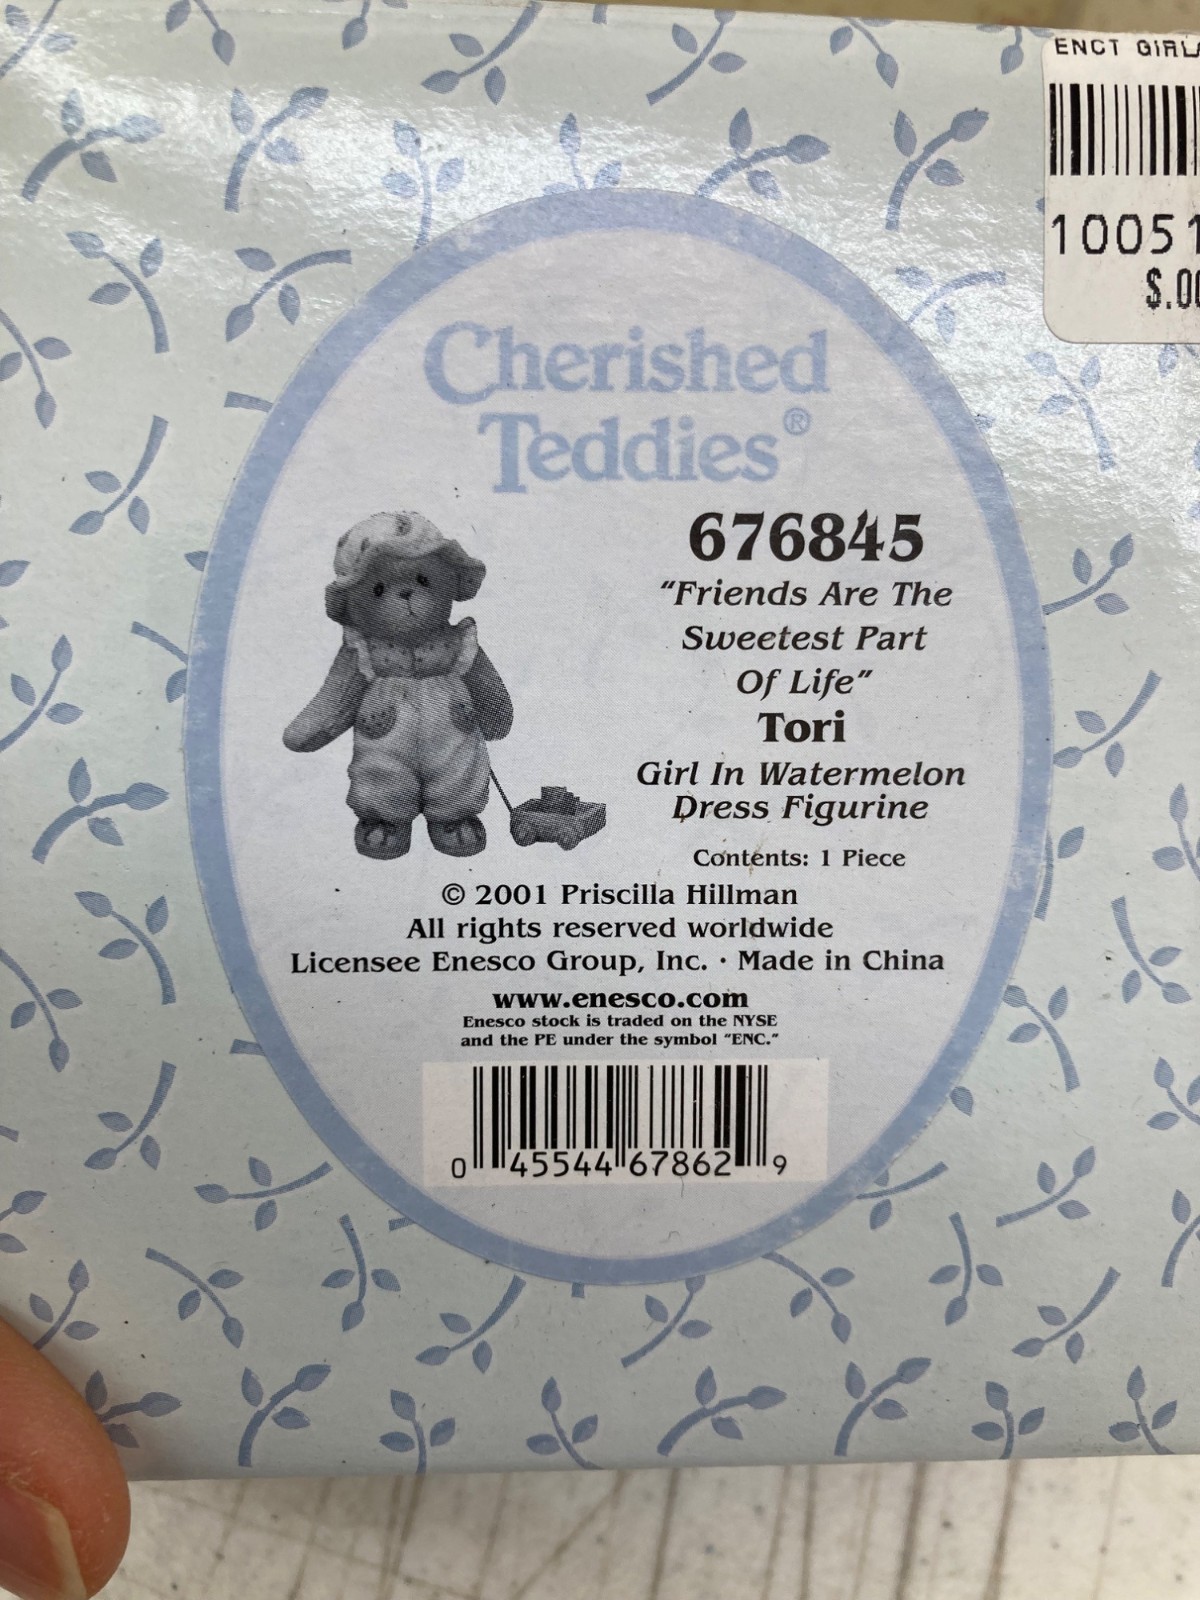 ENCT GIRL
1005
$.00
Cherished
Teddies®
676845
"Friends Are The
Sweetest Part
Of Life"
Tori
Girl In Watermelon
Dress Figurine
Contents: 1 Piece
© 2001 Priscilla Hillman
All rights reserved worldwide
Licensee Enesco Group, Inc. · Made in China
www.enesco.com
Enesco stock is traded on the NYSE
and the PE under the symbol "ENC."
0 45544 67862 9